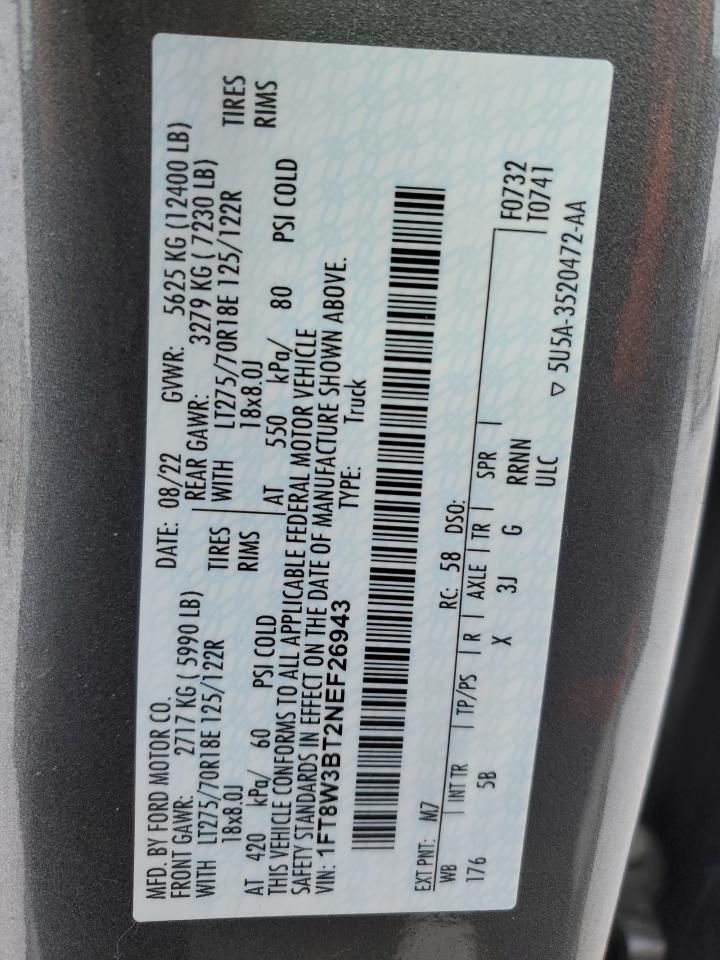 MFD. BY FORD MOTOR CO.
DATE: 08/22 GVWR: 5625 KG (12400 LB)
FRONT GAWR: 2717 KG ( 5990 LB)
REAR GAWR: 3279 KG ( 7230 LB)
WITH LT275/70R18E 125/122R TIRES
WITH LT275/70R18E 125/122R TIRES
18x8.0J RIMS
18x8.0J RIMS
AT 420 kPa/ 60 PSI COLD
AT 550 kPa/ 80 PSI COLD
THIS VEHICLE CONFORMS TO ALL APPLICABLE FEDERAL MOTOR VEHICLE
SAFETY STANDARDS IN EFFECT ON THE DATE OF MANUFACTURE SHOWN ABOVE.
VIN: 1FT8W3BT2NEF26943
TYPE: Truck
EXT PNT: M7 RC: 58 DSO:
WB INT TR TP/PS R AXLE TR SPR
176 5B X 3J G RRNN
ULC
F0732
T0741
▽ 5U5A-3520472-AA